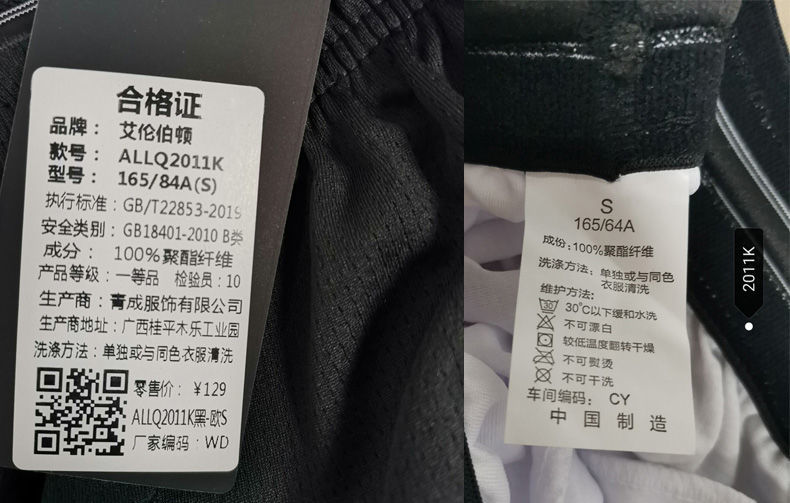 合格证
品牌： 艾伦伯顿
款号： ALLQ2011K
型号： 165/84A(S)
执行标准：GB/T22853-2019
安全类别：GB18401-2010 B类
成分： 100%聚酯纤维
产品等级：一等品 检验员：10
生产商：青成服饰有限公司
生产商地址：广西桂平木乐工业园
洗涤方法：单独或与同色衣服清洗
零售价：￥129
ALLQ2011K黑-欧S
厂家编码：WD
S
165/64A
成份：100%聚酯纤维
洗涤方法：单独或与同色
衣服清洗
维护方法：
30℃以下缓和水洗
不可漂白
较低温度翻转干燥
不可熨烫
不可干洗
车间编码： CY
中国制造
2011K